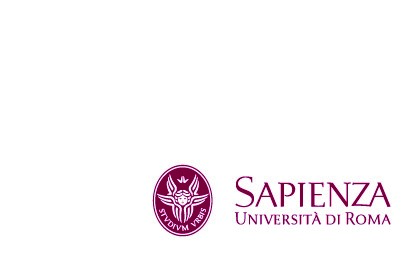 STVDIVM VRBIS
SAPIENZA
UNIVERSITÀ DI ROMA